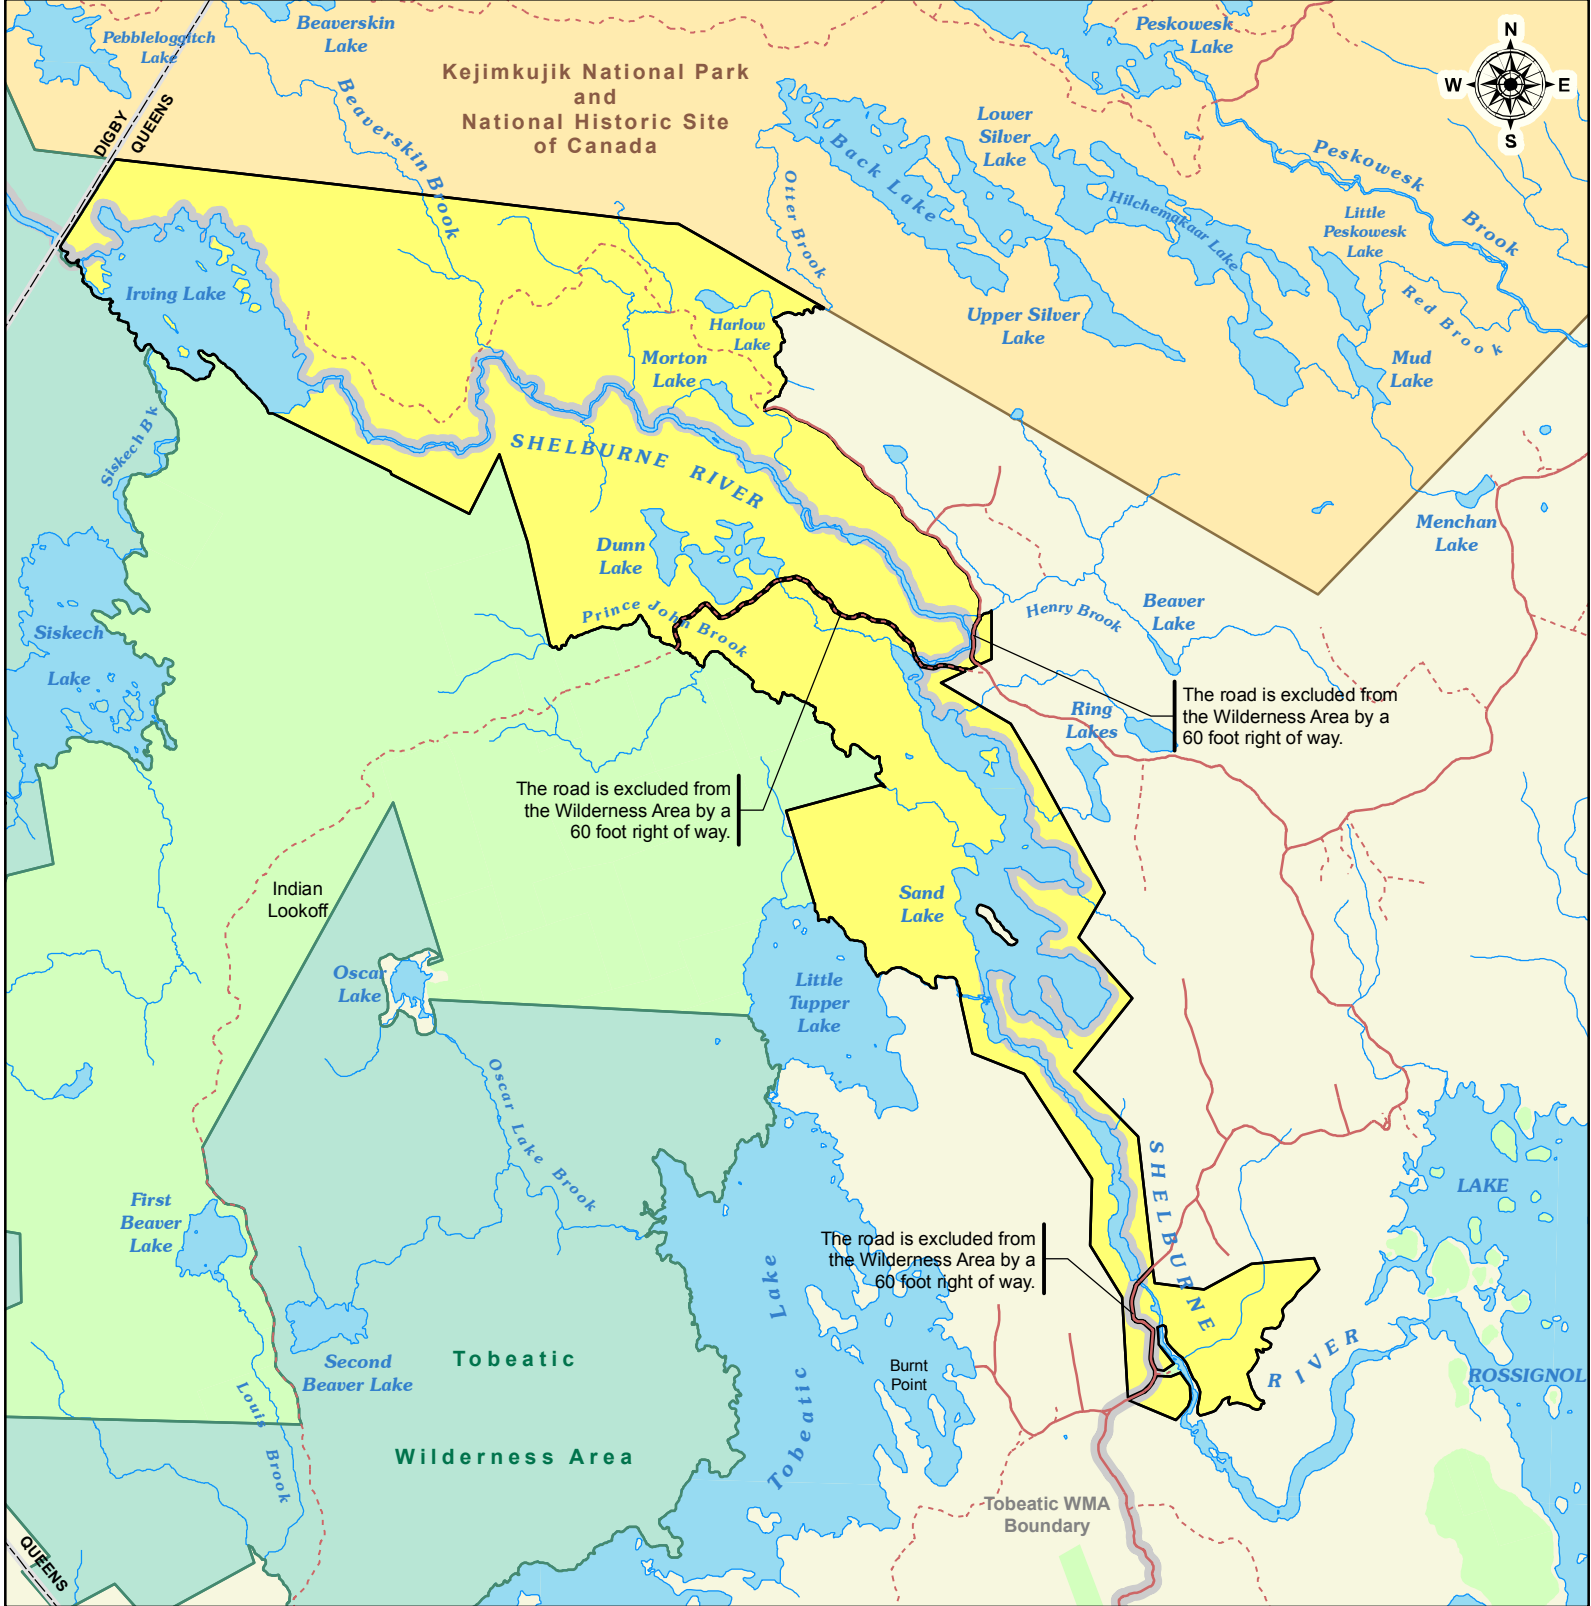 Pebbleloggitch
Lake
Beaverskin
Lake
Kejimkujik National Park
and
National Historic Site
of Canada
Peskowesk
Lake
N
W
E
S
DIGBY
QUEENS
Beaverskin Brook
Otter Brook
Back Lake
Lower
Silver
Lake
Hilchemakaar Lake
Peskowesk Brook
Little
Peskowesk
Lake
Red Brook
Irving Lake
Harlow
Lake
Morton
Lake
Upper Silver
Lake
Mud
Lake
Siskech Bk
SHELBURNE RIVER
Menchan
Lake
Dunn
Lake
Prince John Brook
Henry Brook
Beaver
Lake
Siskech
Lake
Ring
Lakes
The road is excluded from
the Wilderness Area by a
60 foot right of way.
The road is excluded from
the Wilderness Area by a
60 foot right of way.
Indian
Lookoff
Sand
Lake
Oscar
Lake
Little
Tupper
Lake
Oscar Lake Brook
First
Beaver
Lake
SHELBURNE
RIVER
LAKE
ROSSIGNOL
The road is excluded from
the Wilderness Area by a
60 foot right of way.
Tobeatic Lake
Second
Beaver Lake
Tobeatic
Wilderness Area
Burnt
Point
Louis Brook
Tobeatic WMA
Boundary
QUEENS